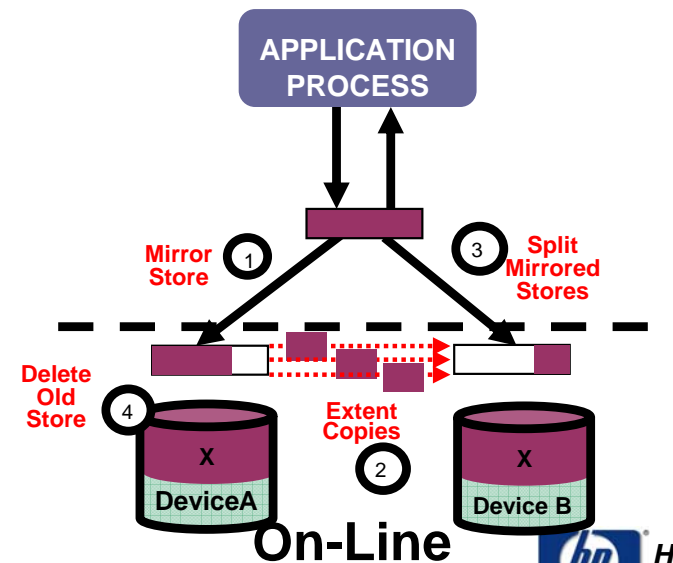 APPLICATION
PROCESS
Mirror
Store
1
3
Split
Mirrored
Stores
Delete
Old
Store
4
Extent
Copies
2
X
DeviceA
X
Device B
On-Line
hp
H